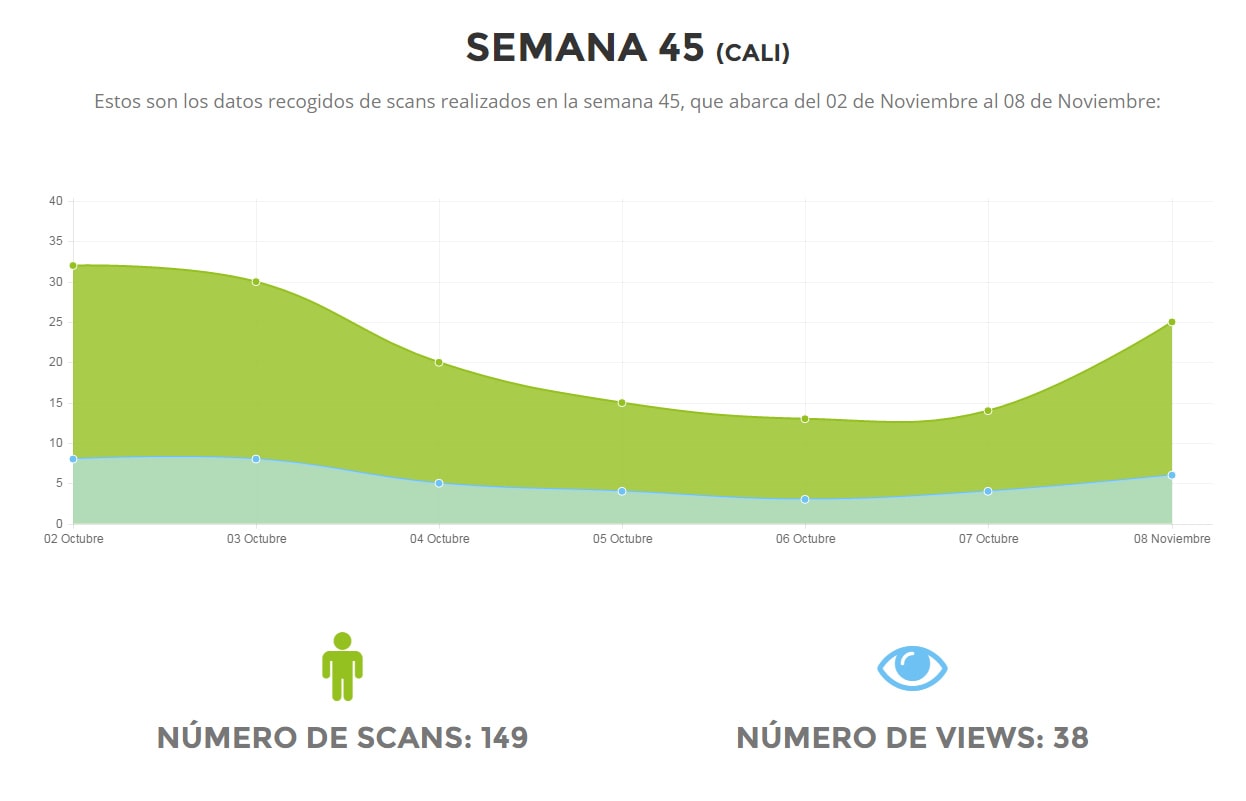 SEMANA 45 (CALI)
Estos son los datos recogidos de scans realizados en la semana 45, que abarca del 02 de Noviembre al 08 de Noviembre:
40
35
30
25
20
15
10
5
0
02 Octubre 03 Octubre 04 Octubre 05 Octubre 06 Octubre 07 Octubre 08 Noviembre
NÚMERO DE SCANS: 149 NÚMERO DE VIEWS: 38